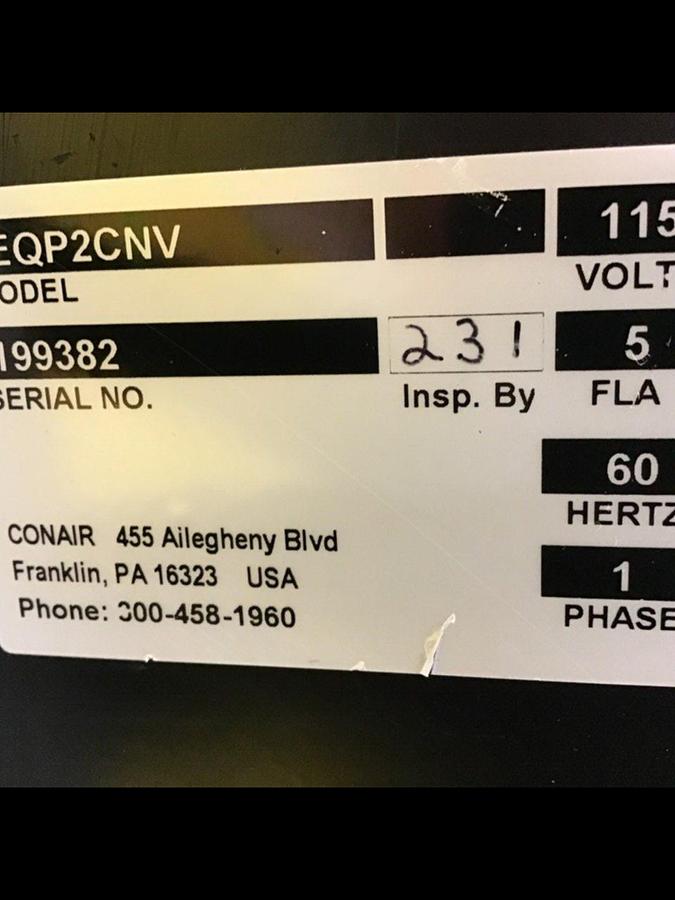 EQP2CNV
115
ODEL
VOLT
199382
231
5
SERIAL NO.
Insp. By
FLA
60
HERTZ
CONAIR 455 Ailegheny Blvd
Franklin, PA 16323 USA
1
Phone: 300-458-1960
PHASE